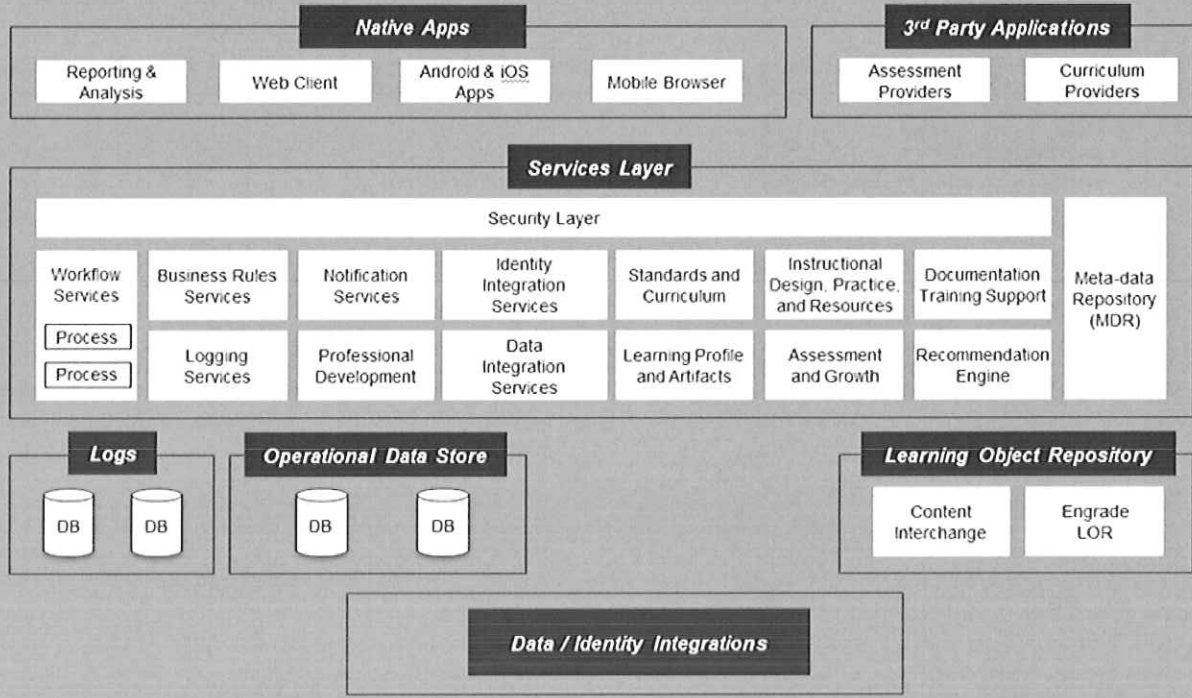 Native Apps
3rd Party Applications
Reporting &
Analysis
Web Client
Android & iOS
Apps
Mobile Browser
Assessment
Providers
Curriculum
Providers
Services Layer
Security Layer
Workflow
Services
Process
Process
Business Rules
Services
Notification
Services
Identity
Integration
Services
Standards and
Curriculum
Instructional
Design, Practice,
and Resources
Documentation
Training Support
Meta-data
Repository
(MDR)
Logging
Services
Professional
Development
Data
Integration
Services
Learning Profile
and Artifacts
Assessment
and Growth
Recommendation
Engine
Logs
DB
DB
Operational Data Store
DB
DB
Learning Object Repository
Content
Interchange
Engrade
LOR
Data / Identity Integrations